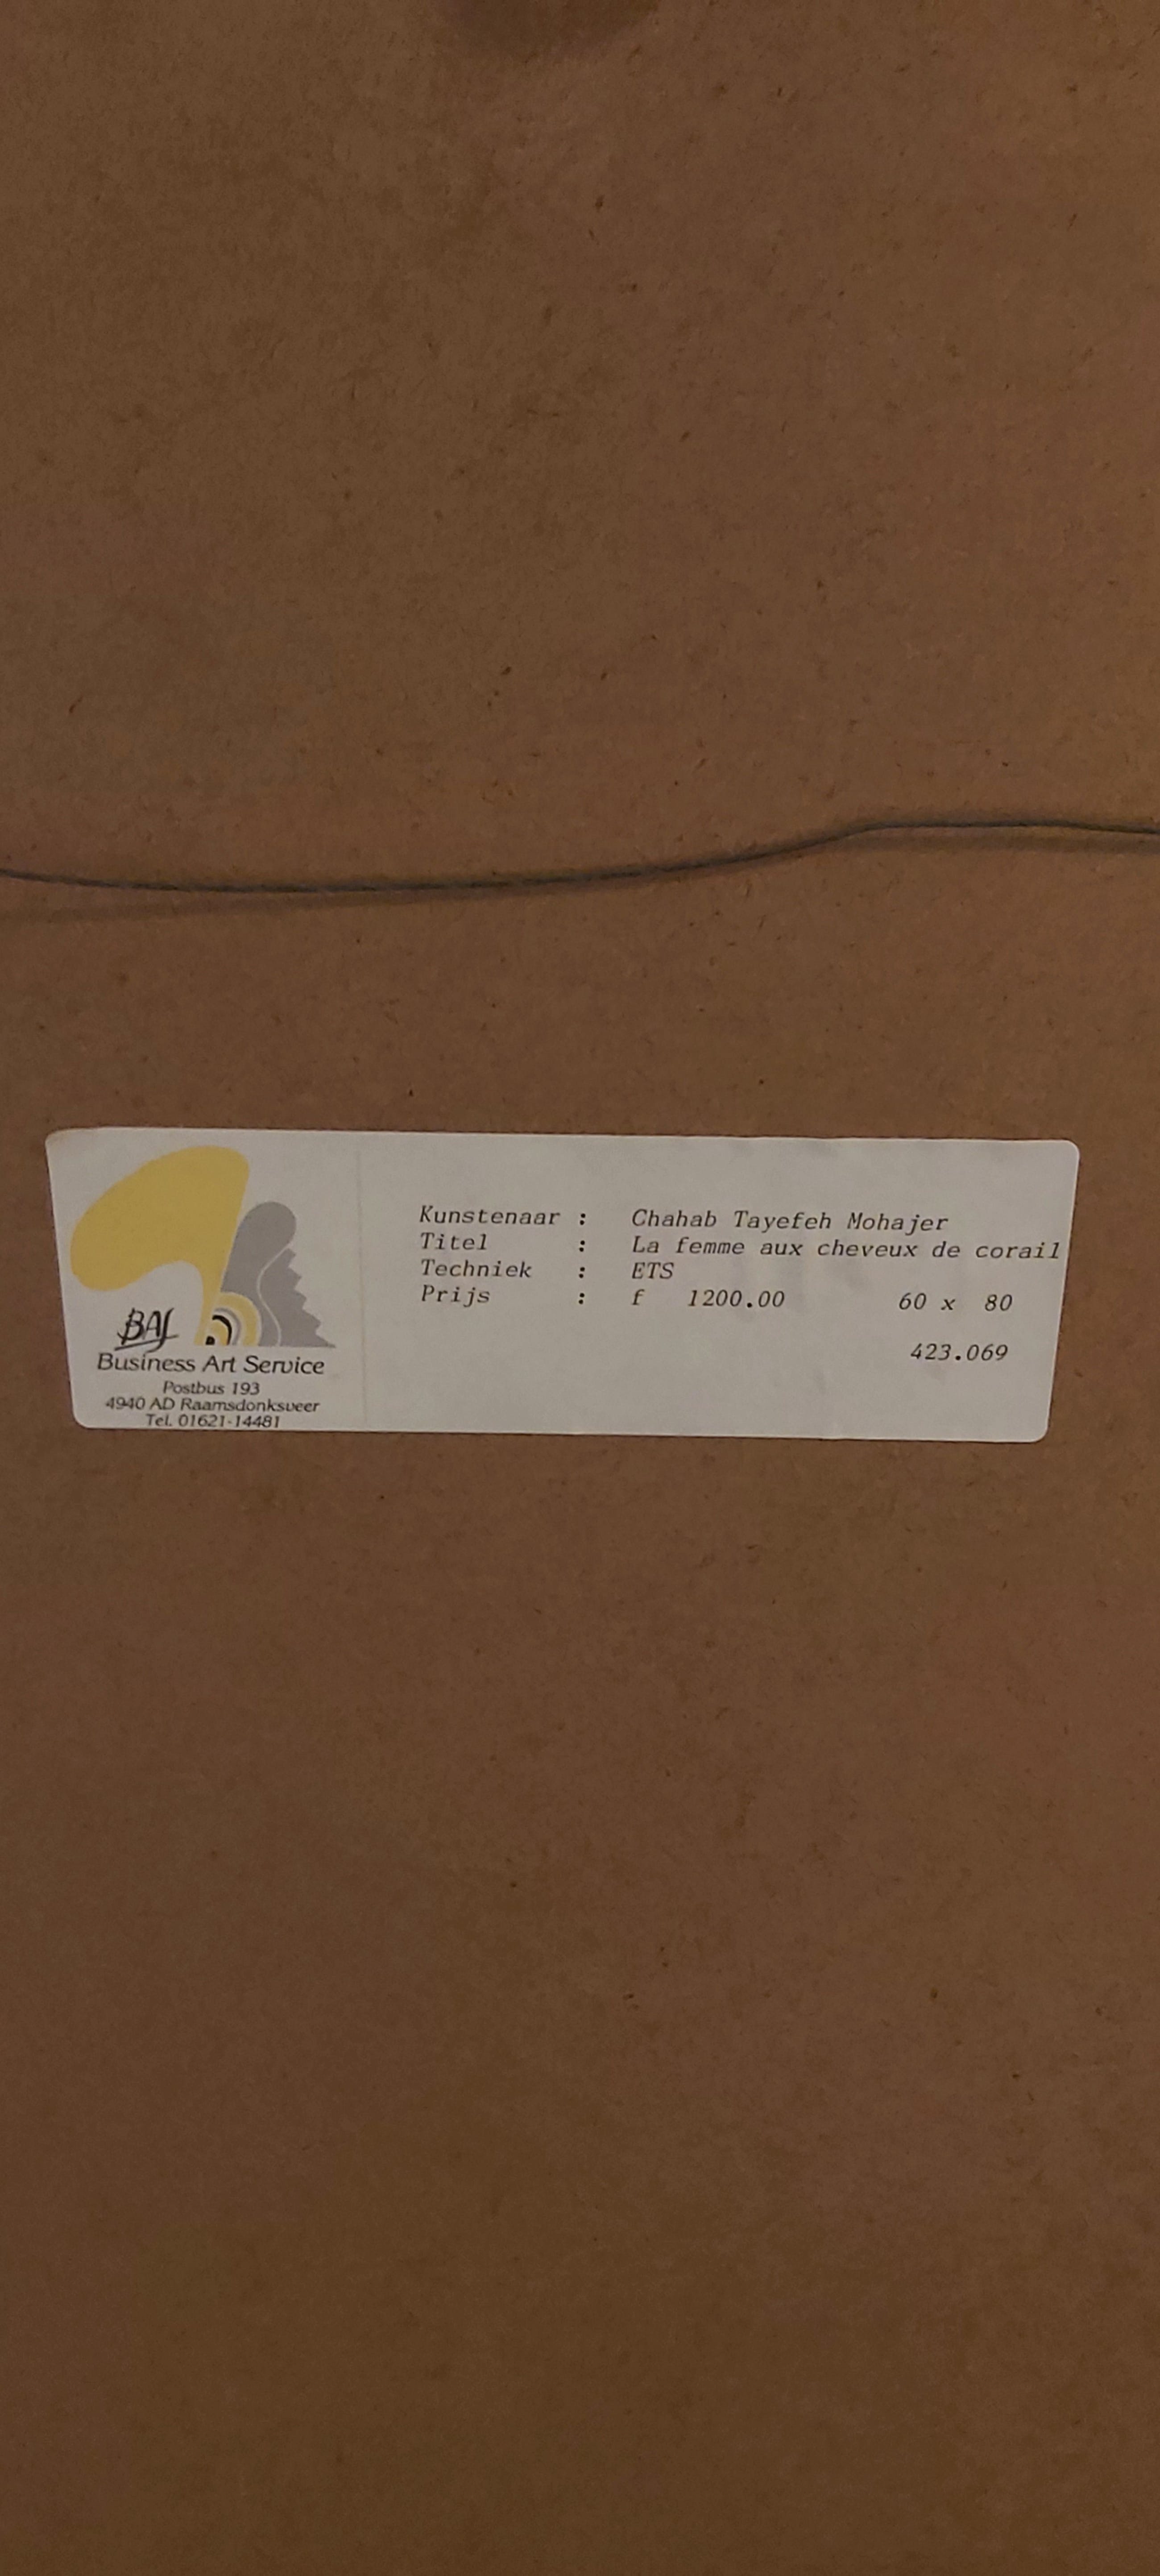 Kunstenaar : Chahab Tayefeh Mohajer
Titel : La femme aux cheveux de corail
Techniek : ETS
Prijs : f 1200.00 60 x 80
423.069
BAS
Business Art Service
Postbus 193
4940 AD Raamsdonksveer
Tel. 01621-14481